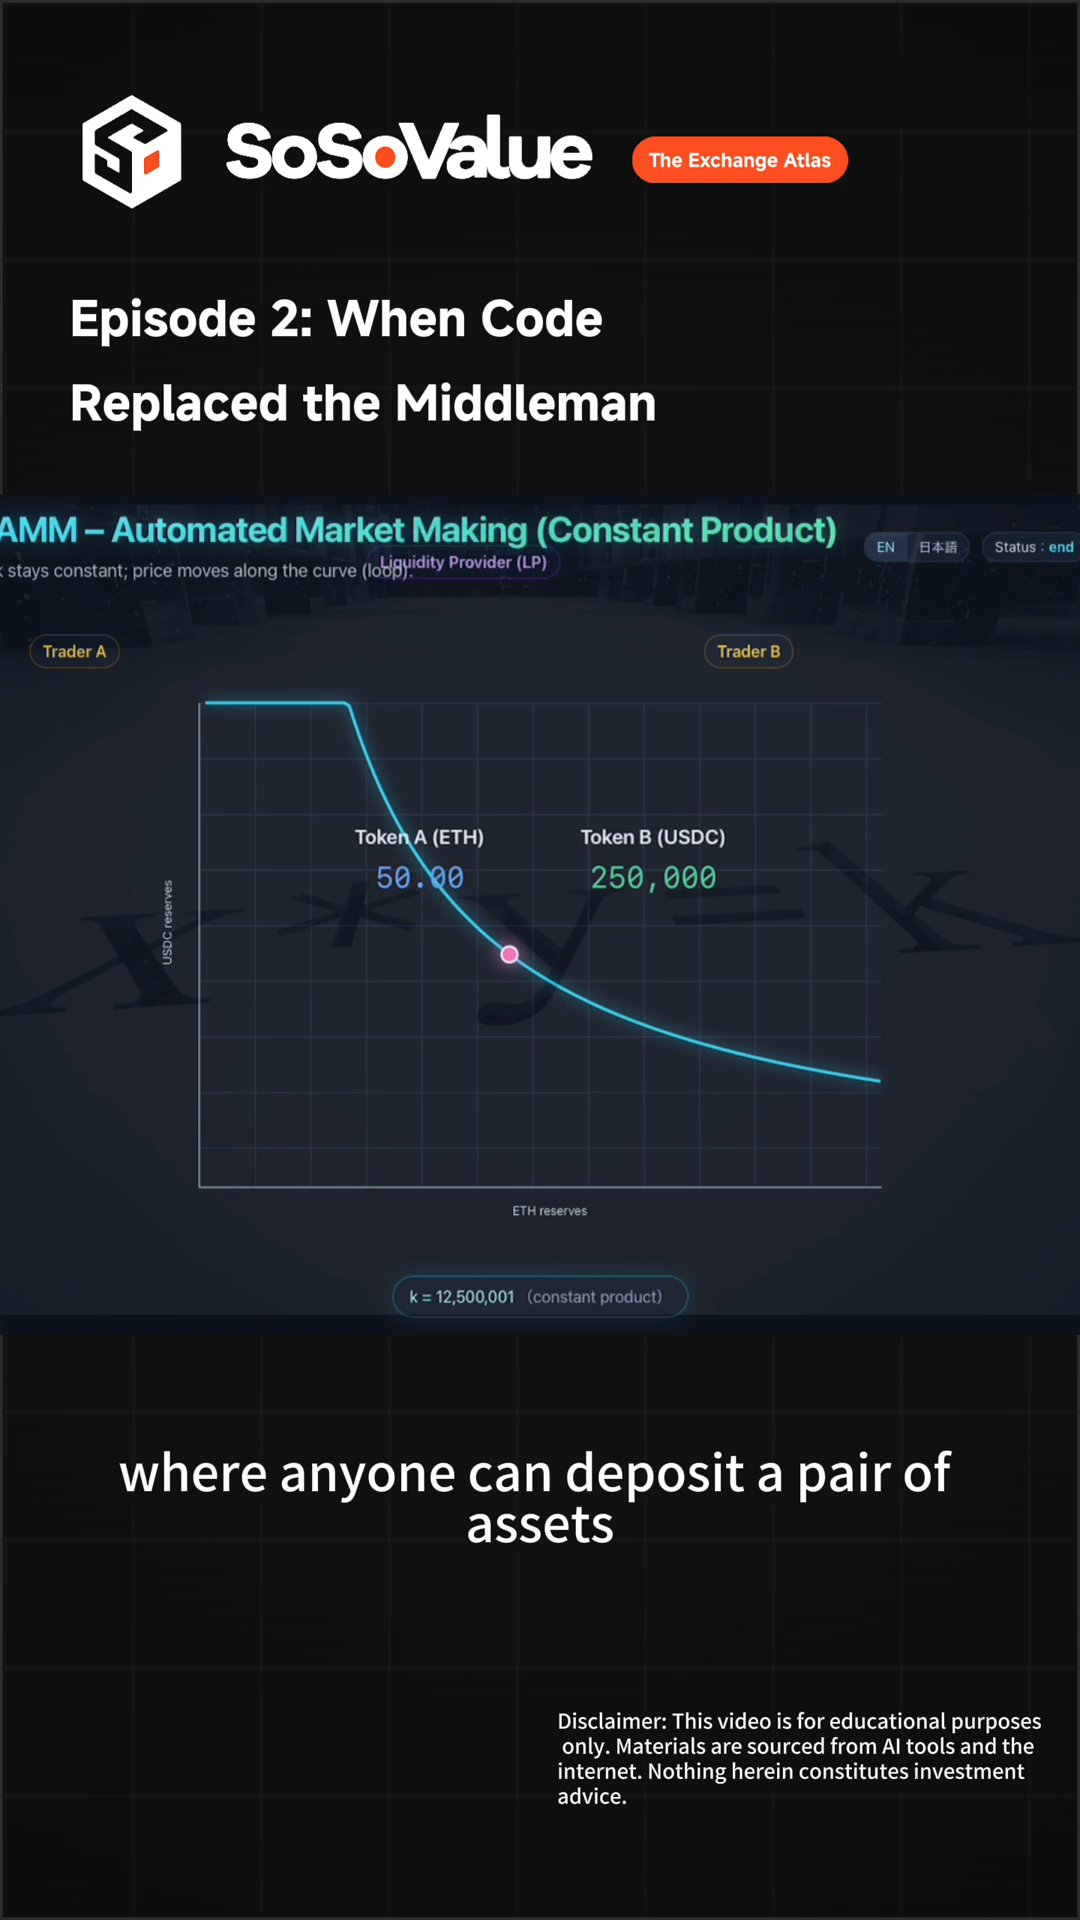 SoSoValue
The Exchange Atlas
Episode 2: When Code
Replaced the Middleman
AMM – Automated Market Making (Constant Product)
EN 日本語 Status : end
Liquidity Provider (LP)
k stays constant; price moves along the curve (loop).
Trader A
Trader B
Token A (ETH)
Token B (USDC)
50.00
250,000
x * y = k
USDC reserves
ETH reserves
k = 12,500,001 (constant product)
where anyone can deposit a pair of
assets
Disclaimer: This video is for educational purposes
only. Materials are sourced from AI tools and the
internet. Nothing herein constitutes investment
advice.